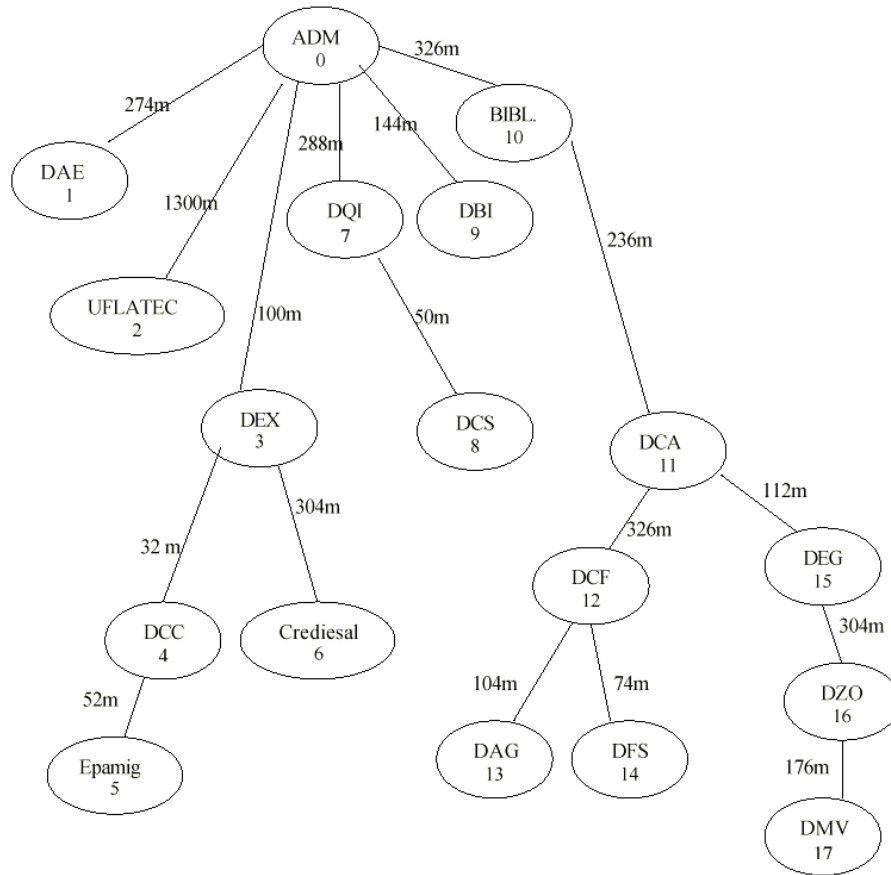 ADM
0
326m
274m
BIBL.
10
288m
144m
DAE
1
1300m
DQI
7
DBI
9
236m
UFLATEC
2
100m
50m
DEX
3
DCS
8
DCA
11
304m
112m
32 m
326m
DEG
15
DCF
12
DCC
4
Crediesal
6
304m
104m
74m
52m
DZO
16
Epamig
5
DAG
13
DFS
14
176m
DMV
17